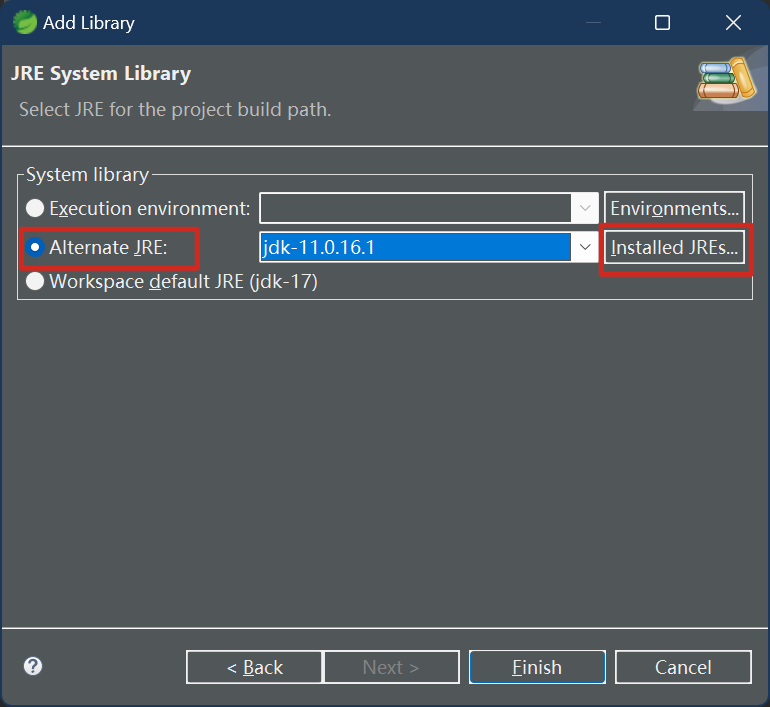 Add Library
JRE System Library
Select JRE for the project build path.
System library
Execution environment:
Environments...
Alternate JRE:
jdk-11.0.16.1
Installed JREs...
Workspace default JRE (jdk-17)
?
< Back
Next >
Finish
Cancel